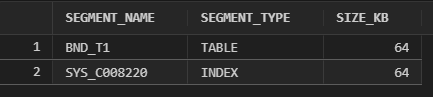 SEGMENT_NAME SEGMENT_TYPE SIZE_KB
1 BND_T1 TABLE 64
2 SYS_C008220 INDEX 64